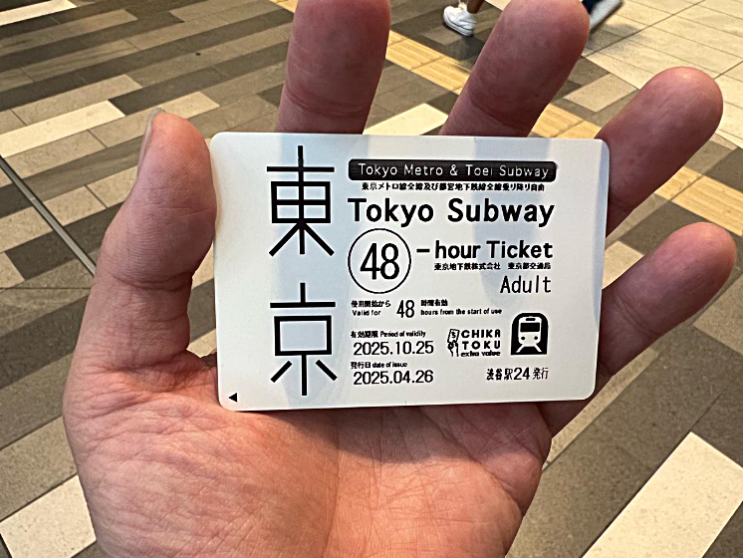 東京
Tokyo Metro & Toei Subway
東京メトロ線全線及び都営地下鉄線全線乗り降り自由
Tokyo Subway
48 -hour Ticket
東京地下鉄株式会社 東京都交通局
Adult
使用開始から 48 時間有効
Valid for hours from the start of use
有効期限 Period of validity
2025.10.25
CHIKA
TOKU
extra value
発行日 date of issue
2025.04.26
渋谷駅24発行